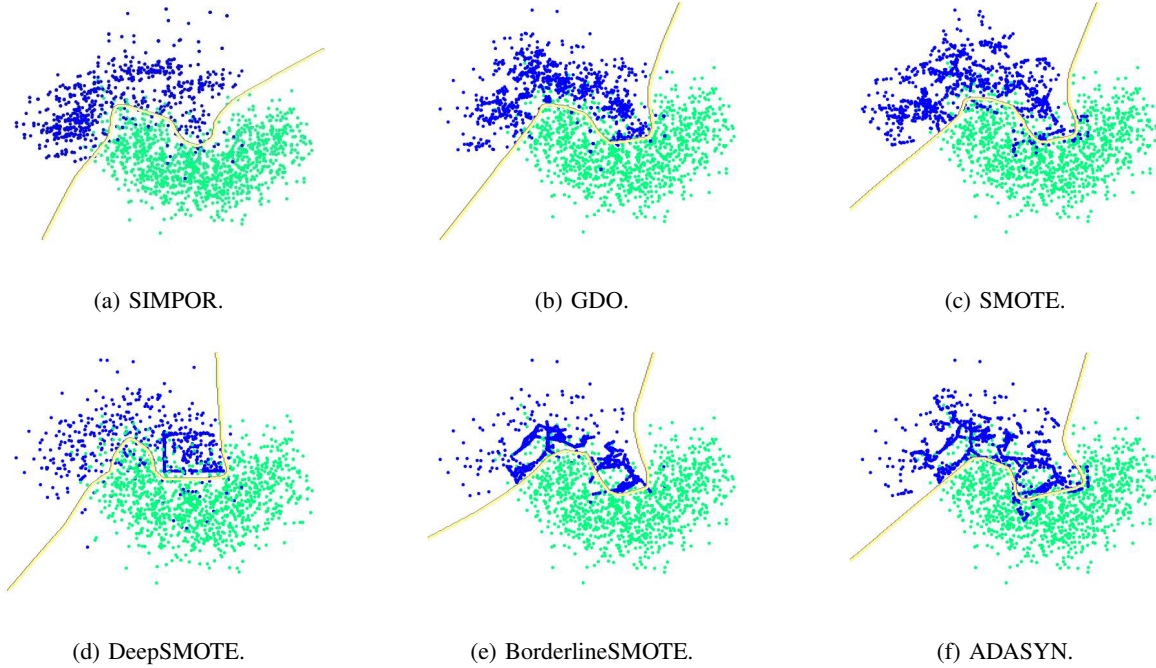 (a) SIMPOR.
(b) GDO.
(c) SMOTE.
(d) DeepSMOTE.
(e) BorderlineSMOTE.
(f) ADASYN.